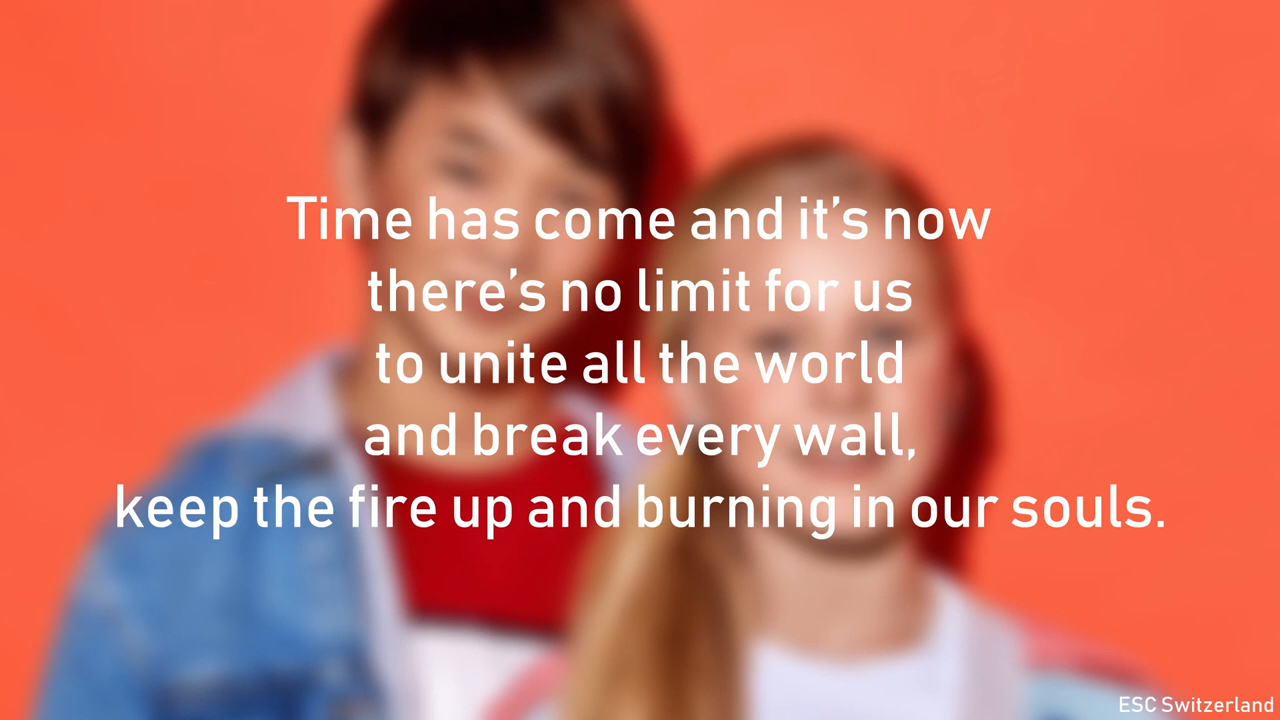 Time has come and it’s now
there’s no limit for us
to unite all the world
and break every wall,
keep the fire up and burning in our souls.
ESC Switzerland